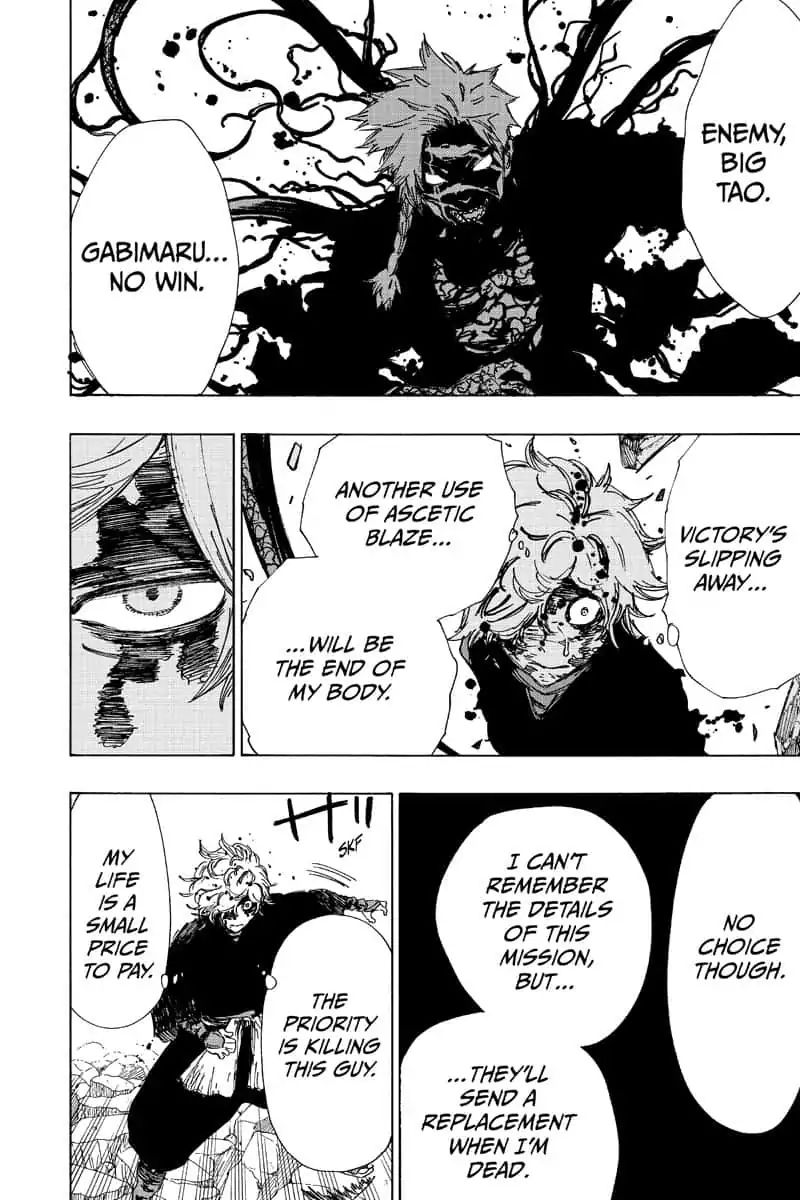 ENEMY,
BIG
TAO.
GABIMARU...
NO WIN.
VICTORY'S
SLIPPING
AWAY...
ANOTHER USE
OF ASCETIC
BLAZE...
...WILL BE
THE END OF
MY BODY.
NO
CHOICE
THOUGH.
I CAN'T
REMEMBER
THE DETAILS
OF THIS
MISSION,
BUT...
...THEY'LL
SEND A
REPLACEMENT
WHEN I'M
DEAD.
ザッ
SKF
THE
PRIORITY
IS KILLING
THIS GUY.
MY
LIFE IS A
SMALL
PRICE
TO PAY.